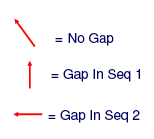 = No Gap
= Gap In Seq 1
= Gap In Seq 2